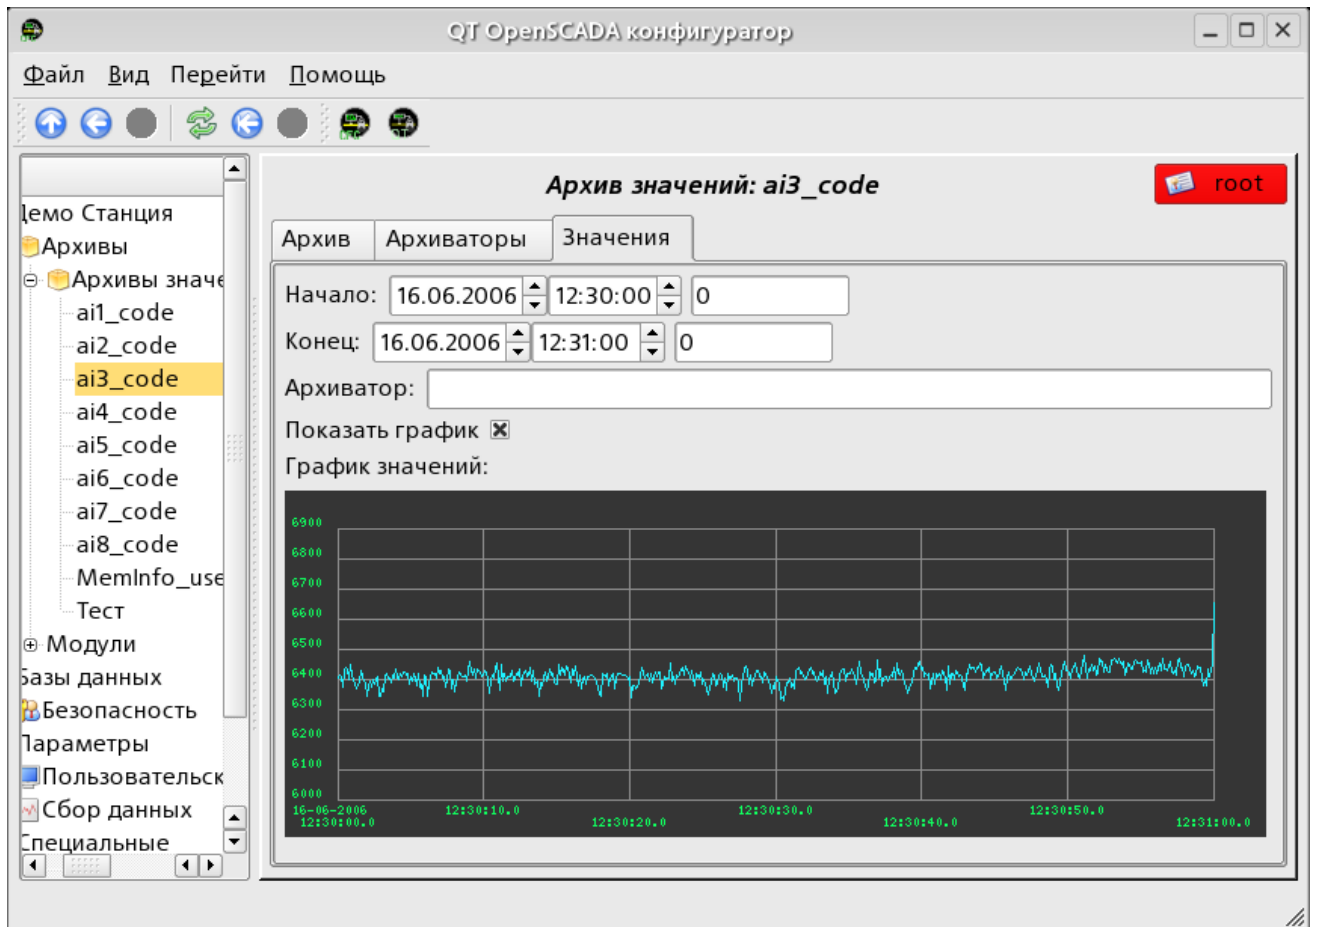 QT OpenSCADA конфигуратор
Файл Вид Перейти Помощь
Архив значений: ai3_code
root
Демо Станция
Архивы
Архивы значе
ai1_code
ai2_code
ai3_code
ai4_code
ai5_code
ai6_code
ai7_code
ai8_code
MemInfo_use
Тест
Модули
Базы данных
Безопасность
Параметры
Пользовательск
Сбор данных
Специальные
Архив Архиваторы Значения
Начало: 16.06.2006 12:30:00 0
Конец: 16.06.2006 12:31:00 0
Архиватор:
Показать график
График значений:
6900
6800
6700
6600
6500
6400
6300
6200
6100
6000
16-06-2006 12:30:10.0 12:30:30.0 12:30:50.0
12:30:00.0 12:30:20.0 12:30:40.0 12:31:00.0